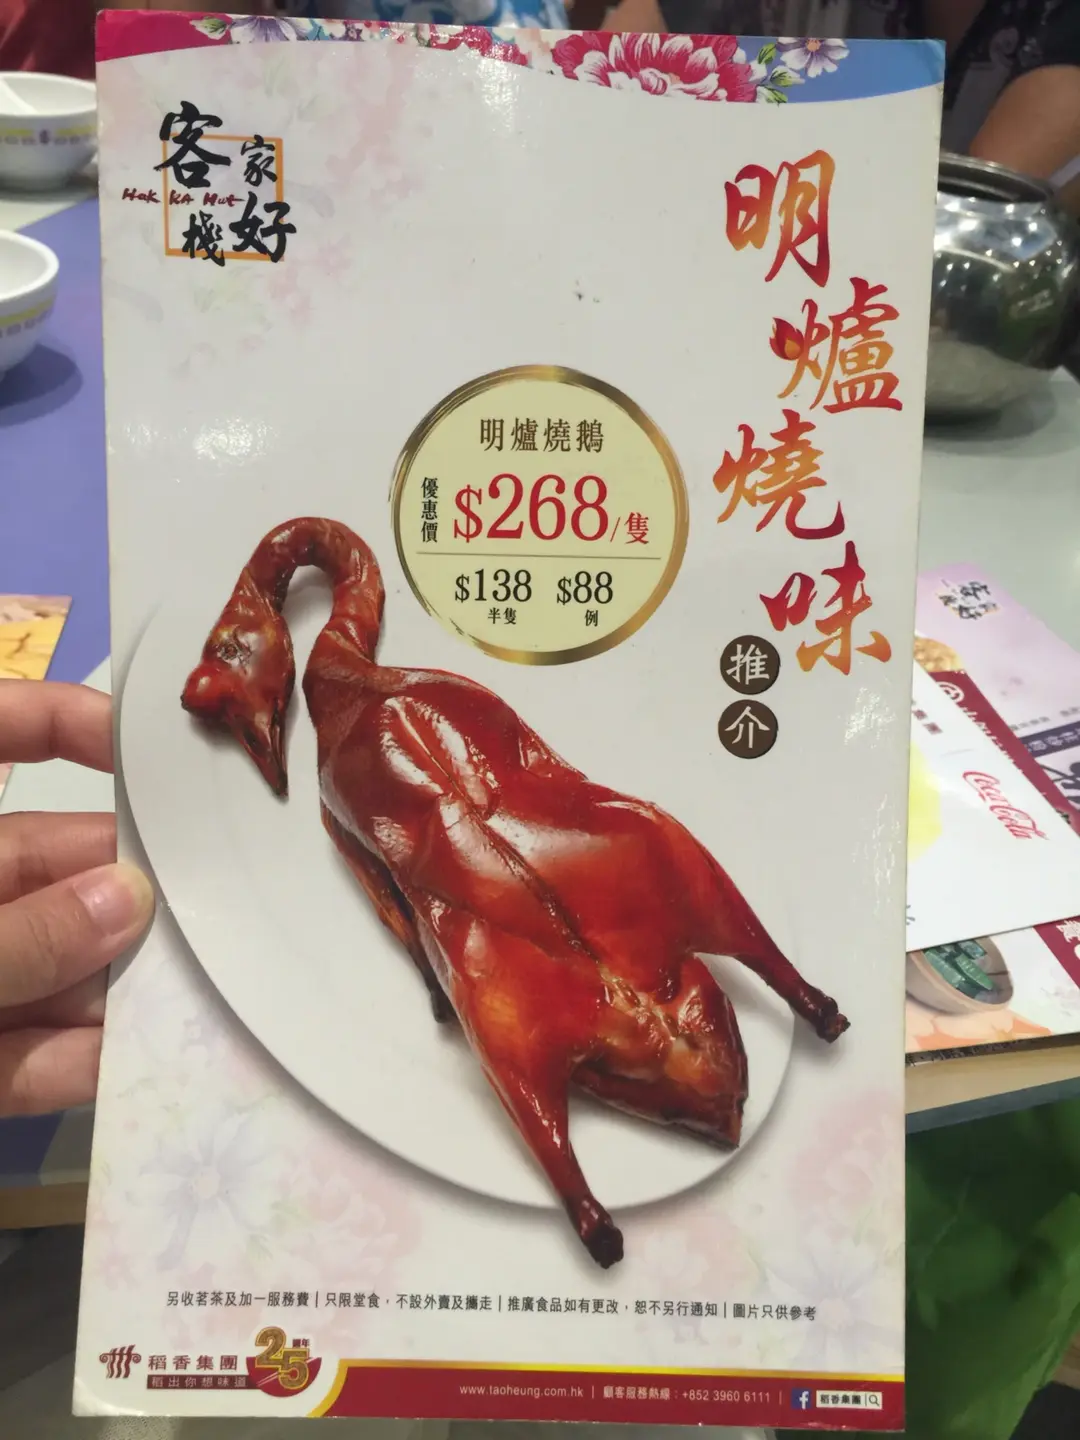 客家好棧
Hak KA Hut
明爐燒味
推介
明爐燒鵝
優惠價
$268/隻
$138 $88
半隻 例
另收茗茶及加一服務費|只限堂食,不設外賣及攜走|推廣食品如有更改,恕不另行通知|圖片只供參考
稻香集團
稻出你想味道
25
週年
www.taoheung.com.hk | 顧客服務熱線:+852 3960 6111 | f 稻香集團
Coca-Cola